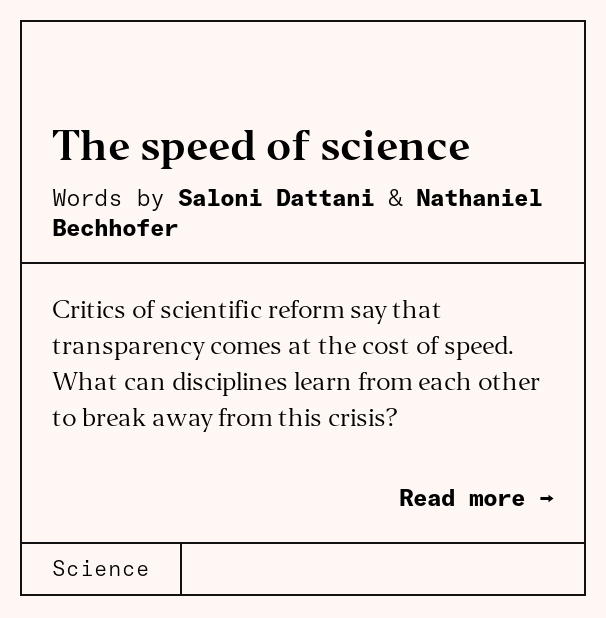 The speed of science
Words by Saloni Dattani & Nathaniel
Bechhofer
Critics of scientific reform say that
transparency comes at the cost of speed.
What can disciplines learn from each other
to break away from this crisis?
Read more →
Science